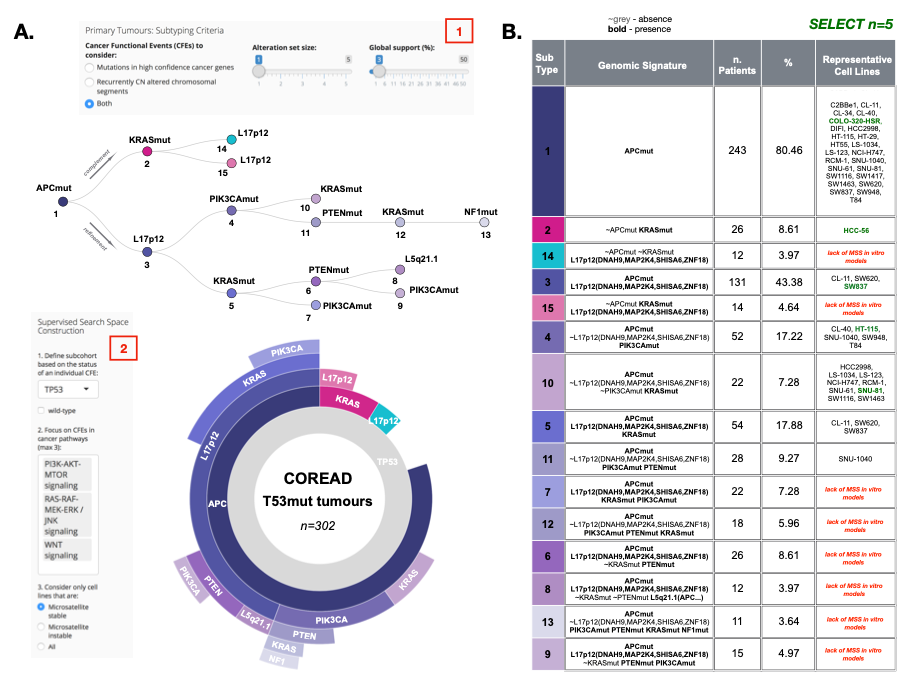 A.
Primary Tumours: Subtyping Criteria
1
Cancer Functional Events (CFEs) to
consider:
Mutations in high confidence cancer genes
Recurrently CN altered chromosomal
segments
Both
Alteration set size:
1
5
1 2 3 4 5
Global support (%):
3
50
1 6 11 16 21 26 31 36 41 46 50
complement
refinement
APCmut
1
KRASmut
2
L17p12
14
L17p12
15
L17p12
3
PIK3CAmut
4
KRASmut
10
PTENmut
11
KRASmut
12
NF1mut
13
KRASmut
5
PTENmut
6
L5q21.1
8
PIK3CAmut
9
PIK3CAmut
7
Supervised Search Space
Construction
2
1. Define subcohort
based on the status
of an individual CFE:
TP53
wild-type
2. Focus on CFEs in
cancer pathways
(max 3):
PI3K-AKT-
MTOR
signaling
RAS-RAF-
MEK-ERK /
JNK
signaling
WNT
signaling
3. Consider only cell
lines that are:
Microsatellite
stable
Microsatellite
instable
All
PIK3CA
KRAS
L17p12
L17p12
KRAS
L17p12
TP53
APC
COREAD
T53mut tumours
n=302
PIK3CA
PTEN
L5q21.1
PIK3CA
KRAS
PTEN
KRAS
NF1
B.
~grey - absence
bold - presence
SELECT n=5
Sub Type Genomic Signature n. Patients % Representative Cell Lines
1 APCmut 243 80.46
C2BBe1, CL-11,
CL-34, CL-40,
COLO-320-HSR,
DIFI, HCC2998,
HT-115, HT-29,
HT55, LS-1034,
LS-123, NCI-H747,
RCM-1, SNU-1040,
SNU-61, SNU-81,
SW1116, SW1417,
SW1463, SW620,
SW837, SW948,
T84
2 ~APCmut KRASmut 26 8.61 HCC-56
14 ~APCmut ~KRASmut
L17p12(DNAH9,MAP2K4,SHISA6,ZNF18) 12 3.97 lack of MSS in vitro
models
3 APCmut
L17p12(DNAH9,MAP2K4,SHISA6,ZNF18) 131 43.38 CL-11, SW620,
SW837
15 ~APCmut KRASmut
L17p12(DNAH9,MAP2K4,SHISA6,ZNF18) 14 4.64 lack of MSS in vitro
models
4 APCmut
~L17p12(DNAH9,MAP2K4,SHISA6,ZNF18)
PIK3CAmut 52 17.22 CL-40, HT-115,
SNU-1040, SW948,
T84
10 APCmut
~L17p12(DNAH9,MAP2K4,SHISA6,ZNF18)
~PIK3CAmut KRASmut 22 7.28 HCC2998,
LS-1034, LS-123,
NCI-H747, RCM-1,
SNU-61, SNU-81,
SW1116, SW1463
5 APCmut
L17p12(DNAH9,MAP2K4,SHISA6,ZNF18)
KRASmut 54 17.88 CL-11, SW620,
SW837
11 APCmut
~L17p12(DNAH9,MAP2K4,SHISA6,ZNF18)
PIK3CAmut PTENmut 28 9.27 SNU-1040
7 APCmut
L17p12(DNAH9,MAP2K4,SHISA6,ZNF18)
KRASmut PIK3CAmut 22 7.28 lack of MSS in vitro
models
12 APCmut
~L17p12(DNAH9,MAP2K4,SHISA6,ZNF18)
PIK3CAmut PTENmut KRASmut 18 5.96 lack of MSS in vitro
models
6 APCmut
L17p12(DNAH9,MAP2K4,SHISA6,ZNF18)
~KRASmut PTENmut 26 8.61 lack of MSS in vitro
models
8 APCmut
L17p12(DNAH9,MAP2K4,SHISA6,ZNF18)
~KRASmut ~PTENmut L5q21.1(APC...) 12 3.97 lack of MSS in vitro
models
13 APCmut
~L17p12(DNAH9,MAP2K4,SHISA6,ZNF18)
PIK3CAmut PTENmut KRASmut NF1mut 11 3.64 lack of MSS in vitro
models
9 APCmut
L17p12(DNAH9,MAP2K4,SHISA6,ZNF18)
~KRASmut PTENmut PIK3CAmut 15 4.97 lack of MSS in vitro
models